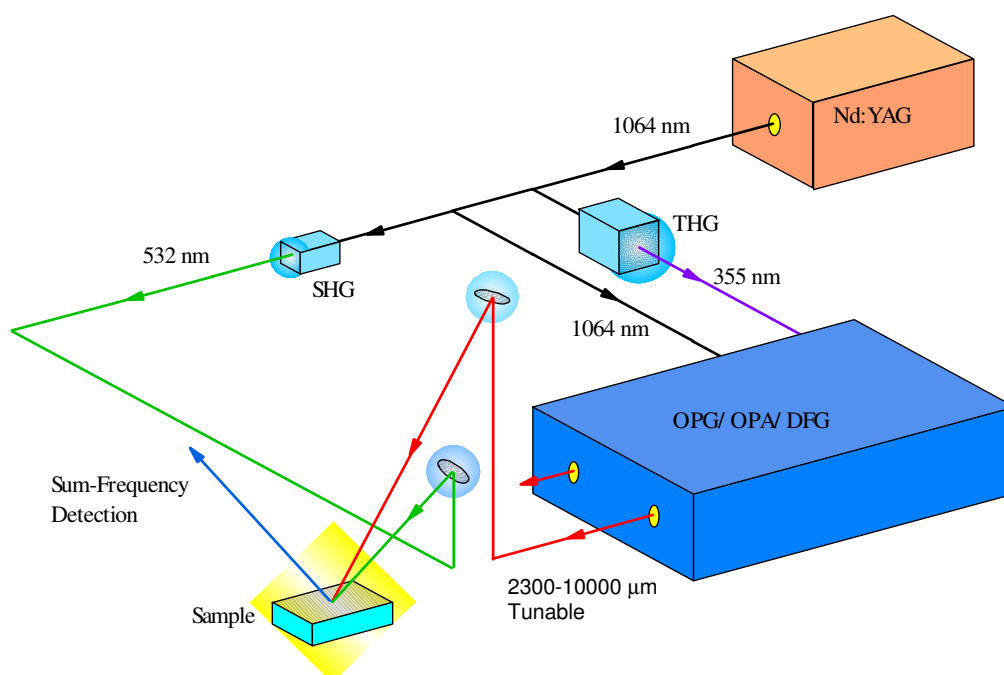 Nd:YAG
1064 nm
THG
532 nm
SHG
355 nm
1064 nm
OPG/ OPA/ DFG
Sum-Frequency
Detection
2300-10000 μm
Tunable
Sample